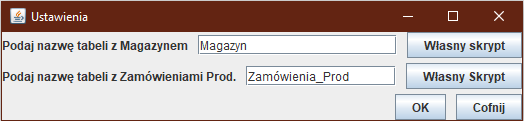 Ustawienia
Podaj nazwę tabeli z Magazynem Magazyn Własny skrypt
Podaj nazwę tabeli z Zamówieniami Prod. Zamówienia_Prod Własny Skrypt
OK Cofnij